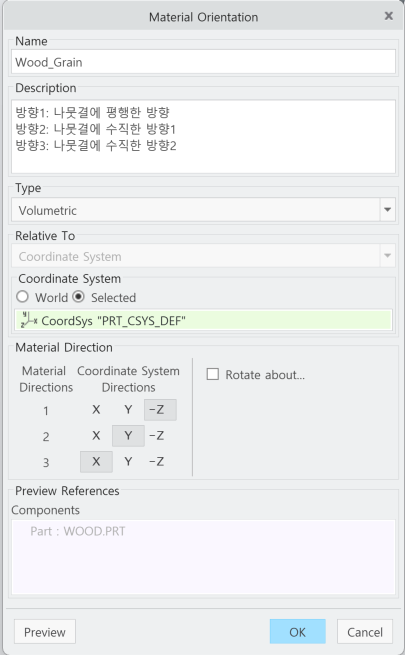 Material Orientation
Name
Wood_Grain
Description
방향1: 나뭇결에 평행한 방향
방향2: 나뭇결에 수직한 방향1
방향3: 나뭇결에 수직한 방향2
Type
Volumetric
Relative To
Coordinate System
Coordinate System
World Selected
CoordSys "PRT_CSYS_DEF"
Material Direction
Material Directions Coordinate System Directions
Rotate about...
1 X Y -Z
2 X Y -Z
3 X Y -Z
Preview References
Components
Part : WOOD.PRT
Preview OK Cancel